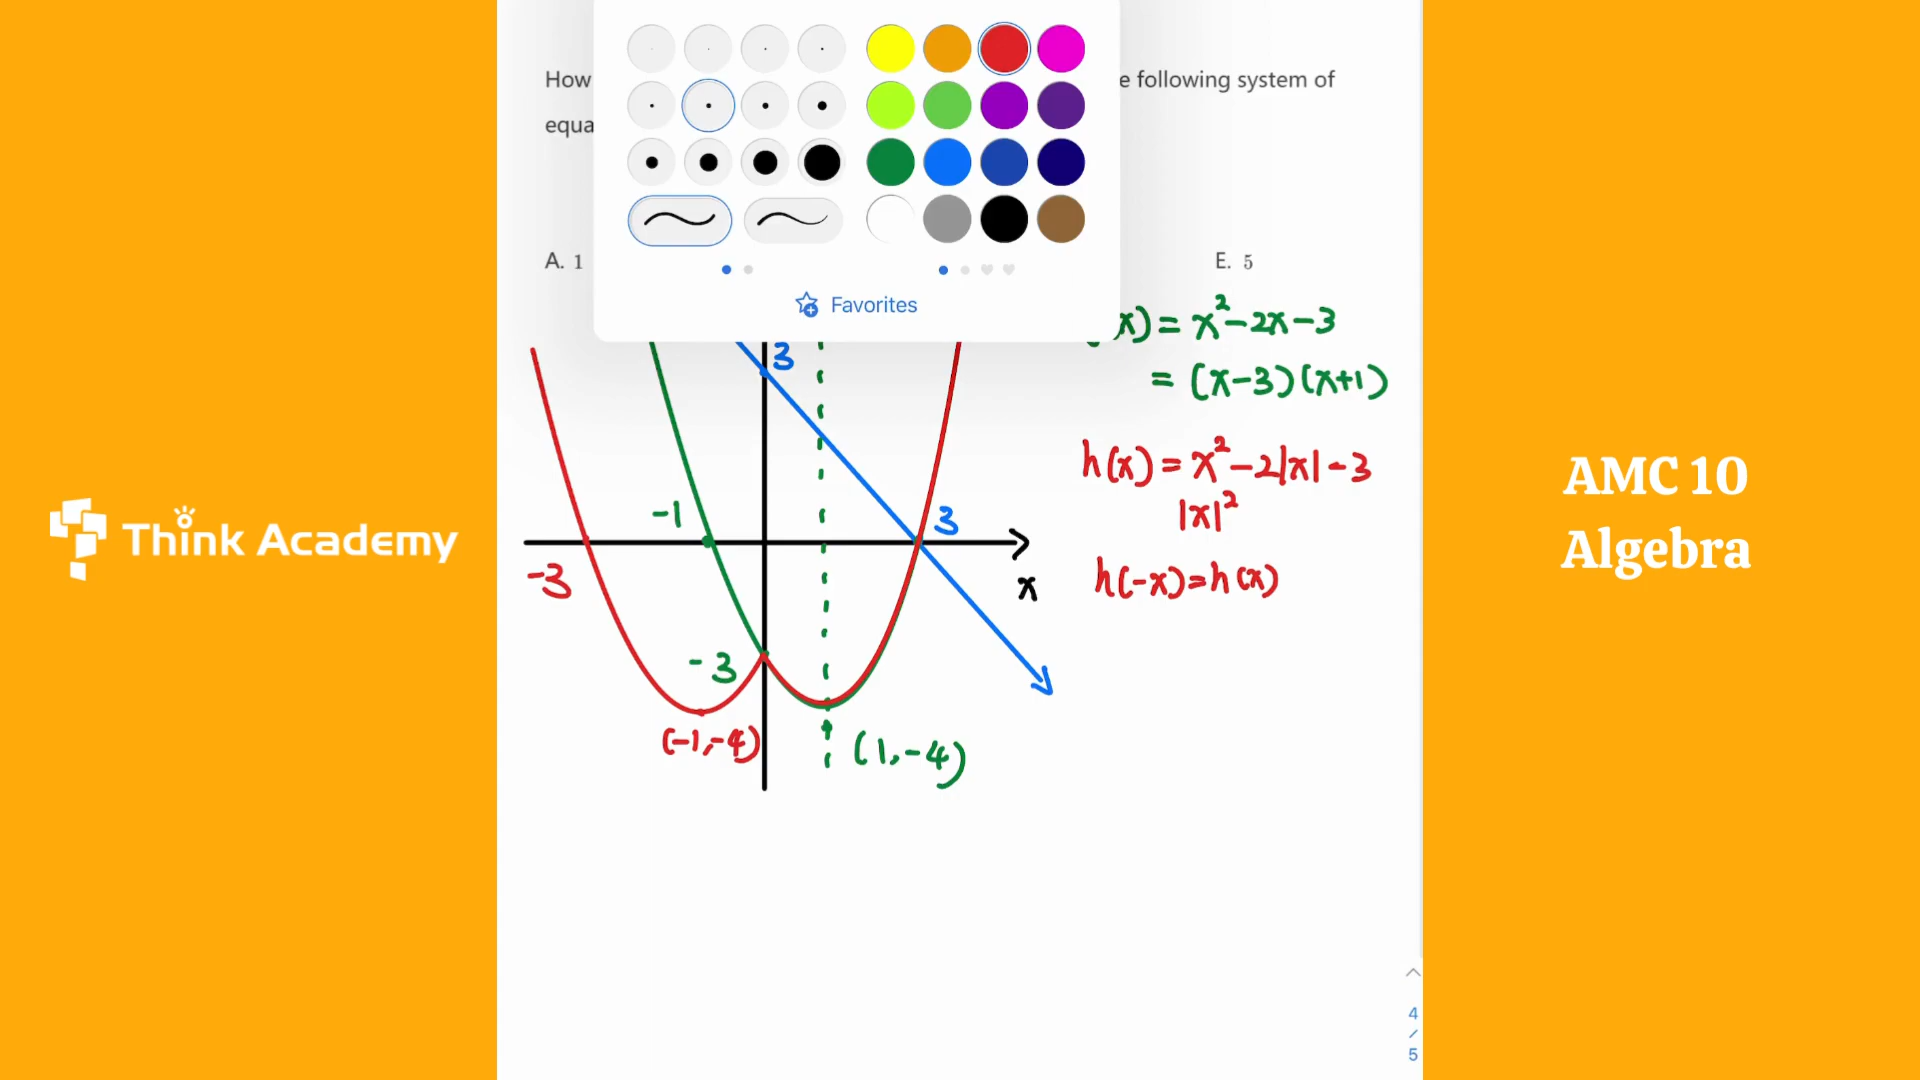 How
e following system of
equa
A. 1
E. 5
Favorites
x) = x²-2x-3
= (x-3)(x+1)
3
h(x) = x²-2|x|-3
|x|²
-1
3
-3
x
h(-x)=h(x)
-3
(-1,-4)
(1,-4)
Think Academy
AMC 10
Algebra
4
/
5